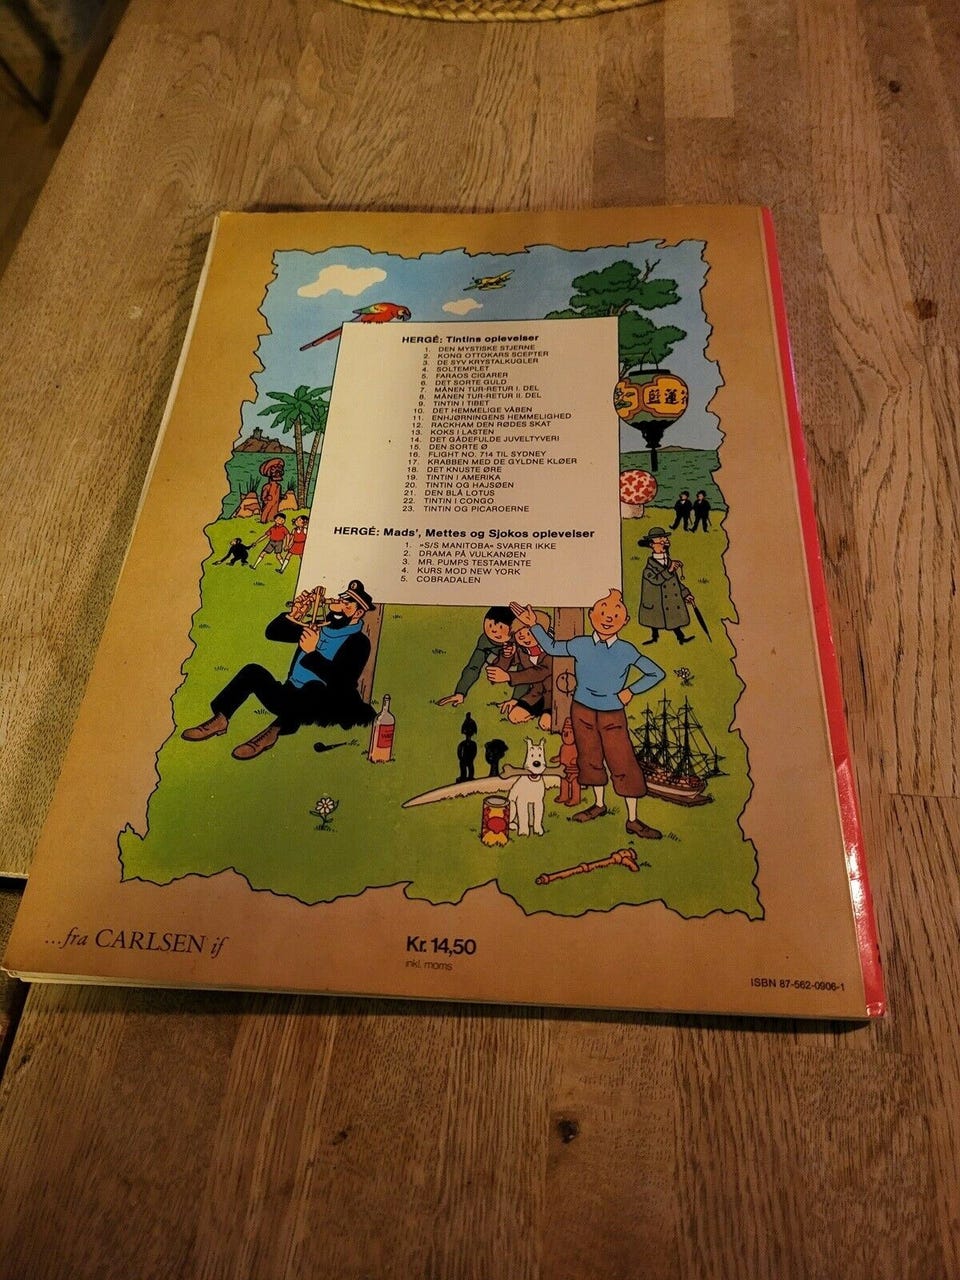 HERGÉ: Tintins oplevelser
1. DEN MYSTISKE STJERNE
2. KONG OTTOKARS SCEPTER
3. DE SYV KRYSTALKUGLER
4. SOLTEMPLET
5. FARAOS CIGARER
6. DET SORTE GULD
7. MÅNEN TUR-RETUR I. DEL
8. MÅNEN TUR-RETUR II. DEL
9. TINTIN I TIBET
10. DET HEMMELIGE VÅBEN
11. ENHJØRNINGENS HEMMELIGHED
12. RACKHAM DEN RØDES SKAT
13. KOKS I LASTEN
14. DET GÅDEFULDE JUVELTYVERI
15. DEN SORTE Ø
16. FLIGHT NO. 714 TIL SYDNEY
17. KRABBEN MED DE GYLDNE KLØER
18. DET KNUSTE ØRE
19. TINTIN I AMERIKA
20. TINTIN OG HAJSØEN
21. DEN BLÅ LOTUS
22. TINTIN I CONGO
23. TINTIN OG PICAROERNE
HERGÉ: Mads', Mettes og Sjokos oplevelser
1. »S/S MANITOBA« SVARER IKKE
2. DRAMA PÅ VULKANØEN
3. MR. PUMPS TESTAMENTE
4. KURS MOD NEW YORK
5. COBRADALEN
...fra CARLSEN if
Kr. 14,50
inkl. moms
ISBN 87-562-0906-1